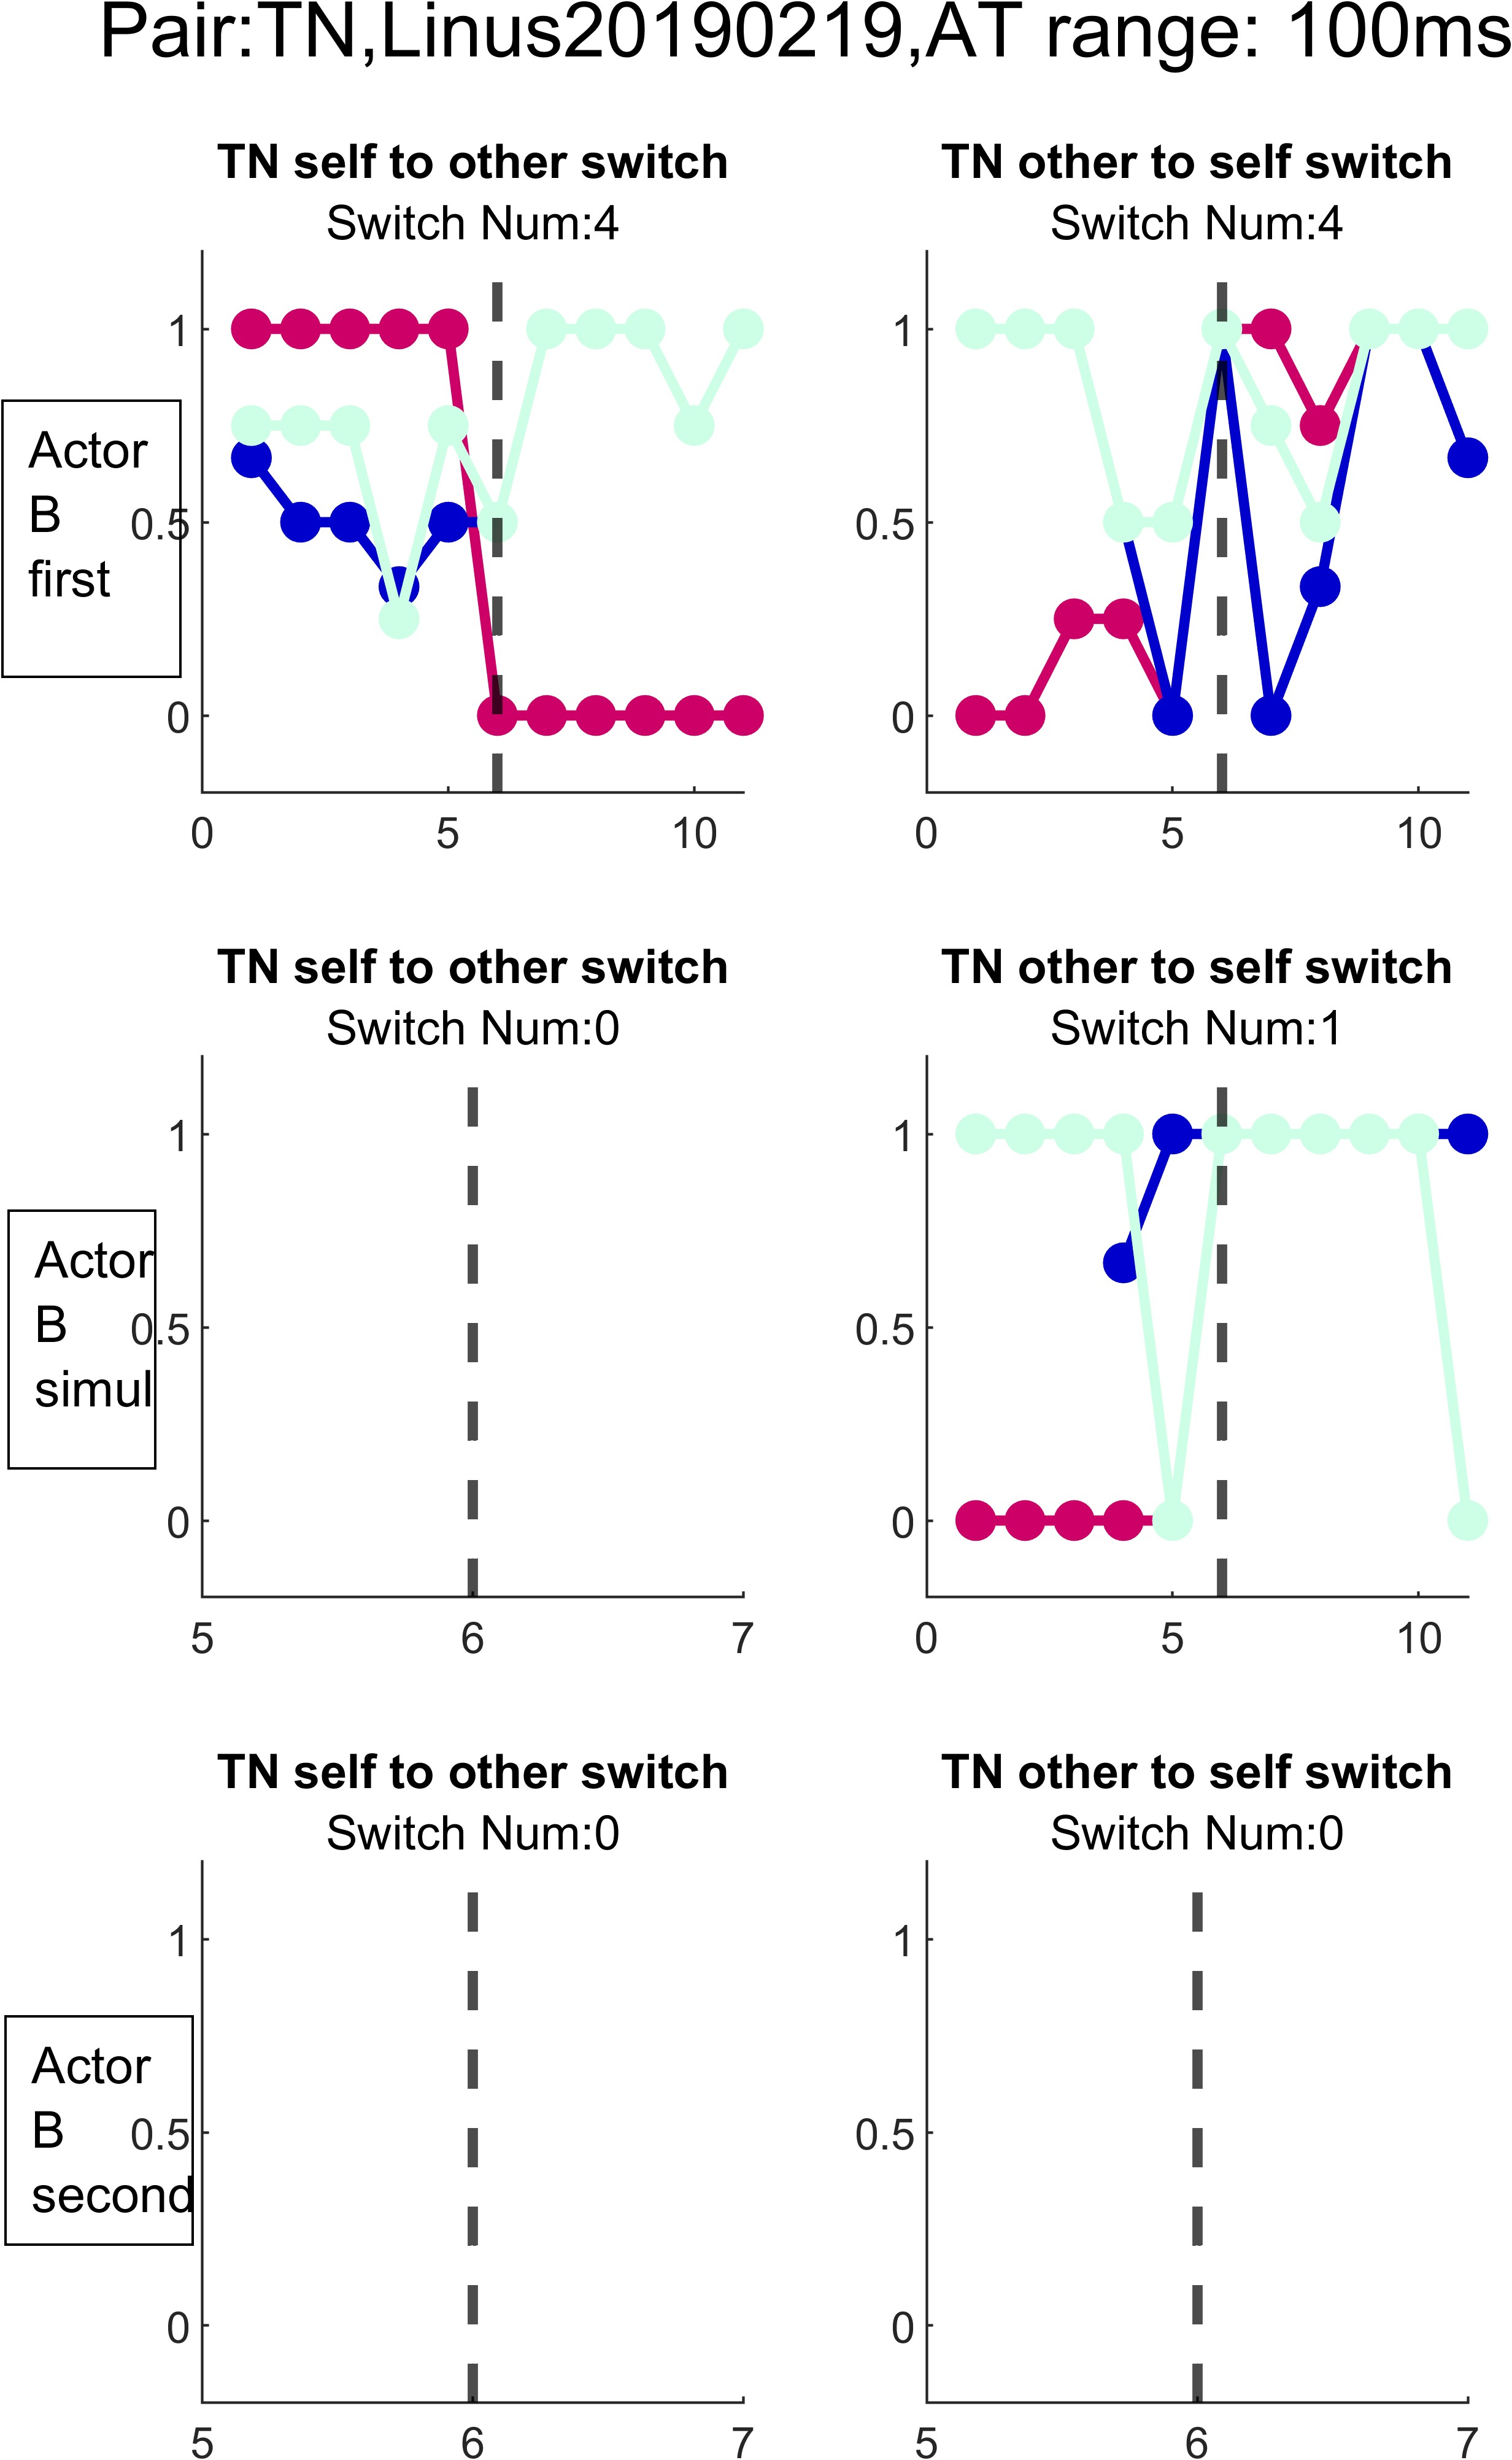 Pair:TN,Linus20190219,AT range: 100ms
TN self to other switch
Switch Num:4
TN other to self switch
Switch Num:4
Actor
B
first
1
0.5
0
0
5
10
1
0.5
0
0
5
10
TN self to other switch
Switch Num:0
TN other to self switch
Switch Num:1
Actor
B
simul
1
0.5
0
5
6
7
1
0.5
0
0
5
10
TN self to other switch
Switch Num:0
TN other to self switch
Switch Num:0
Actor
B
second
1
0.5
0
5
6
7
1
0.5
0
5
6
7